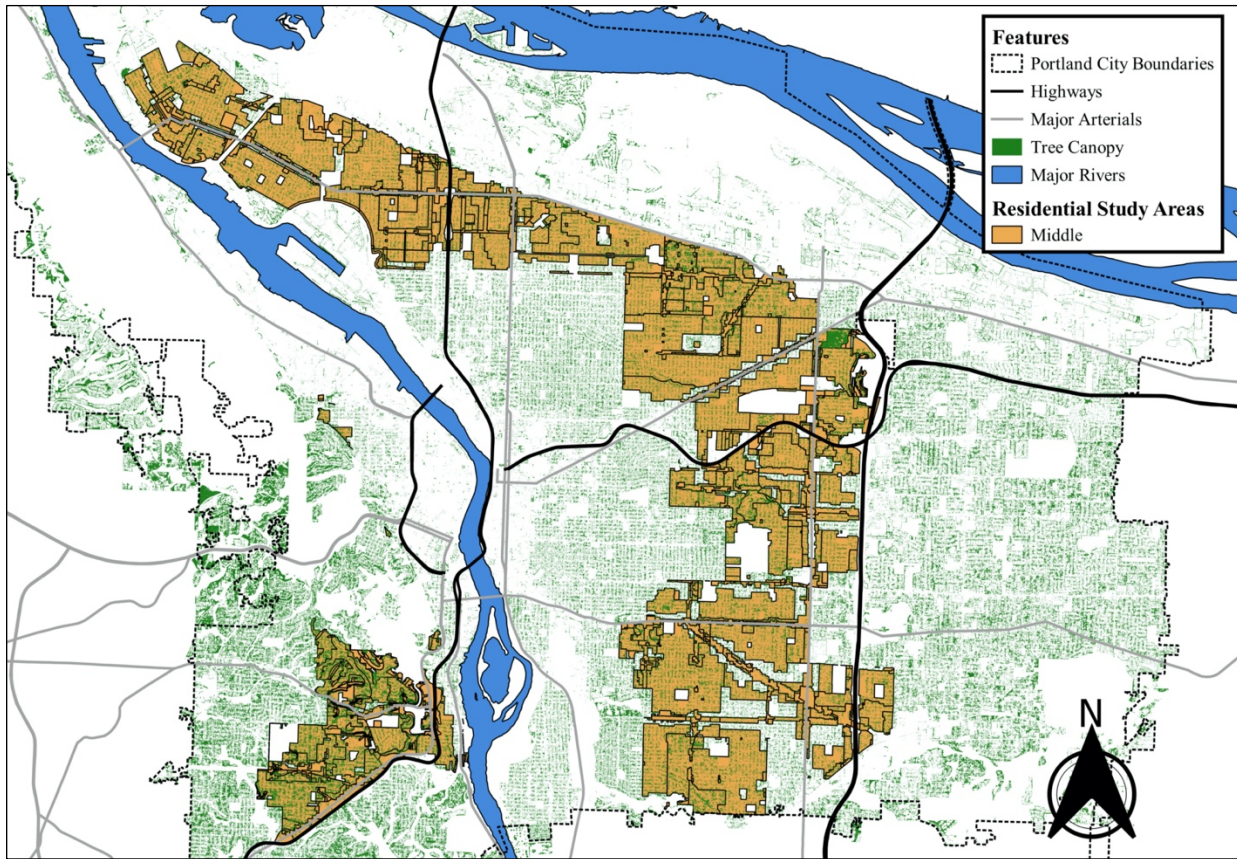 Features
Portland City Boundaries
Highways
Major Arterials
Tree Canopy
Major Rivers
Residential Study Areas
Middle
N